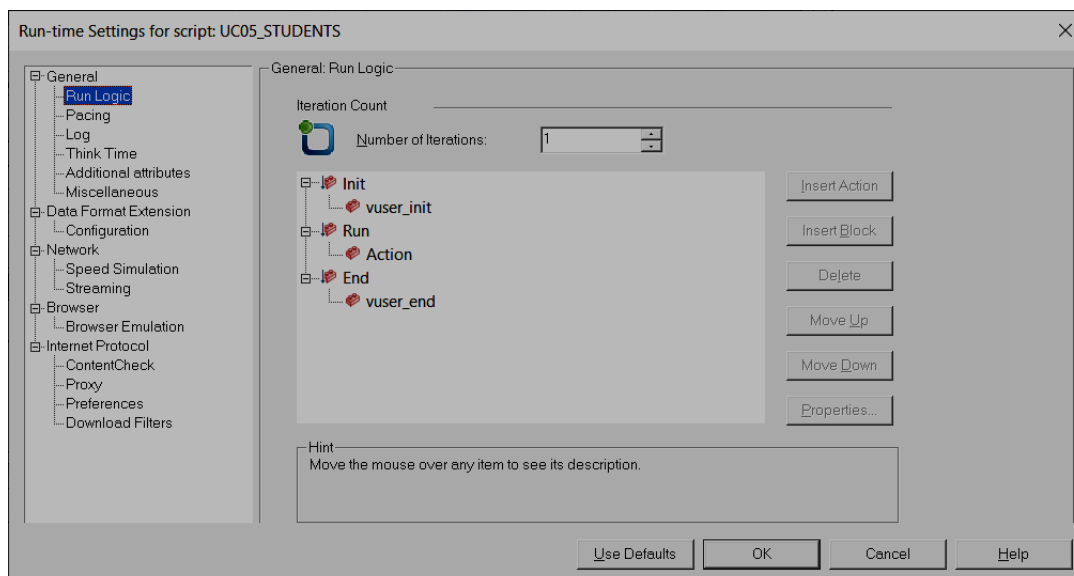 Run-time Settings for script: UC05_STUDENTS
General
Run Logic
Pacing
Log
Think Time
Additional attributes
Miscellaneous
Data Format Extension
Configuration
Network
Speed Simulation
Streaming
Browser
Browser Emulation
Internet Protocol
ContentCheck
Proxy
Preferences
Download Filters
General: Run Logic
Iteration Count
Number of Iterations: 1
Init
vuser_init
Run
Action
End
vuser_end
Insert Action
Insert Block
Delete
Move Up
Move Down
Properties...
Hint
Move the mouse over any item to see its description.
Use Defaults OK Cancel Help